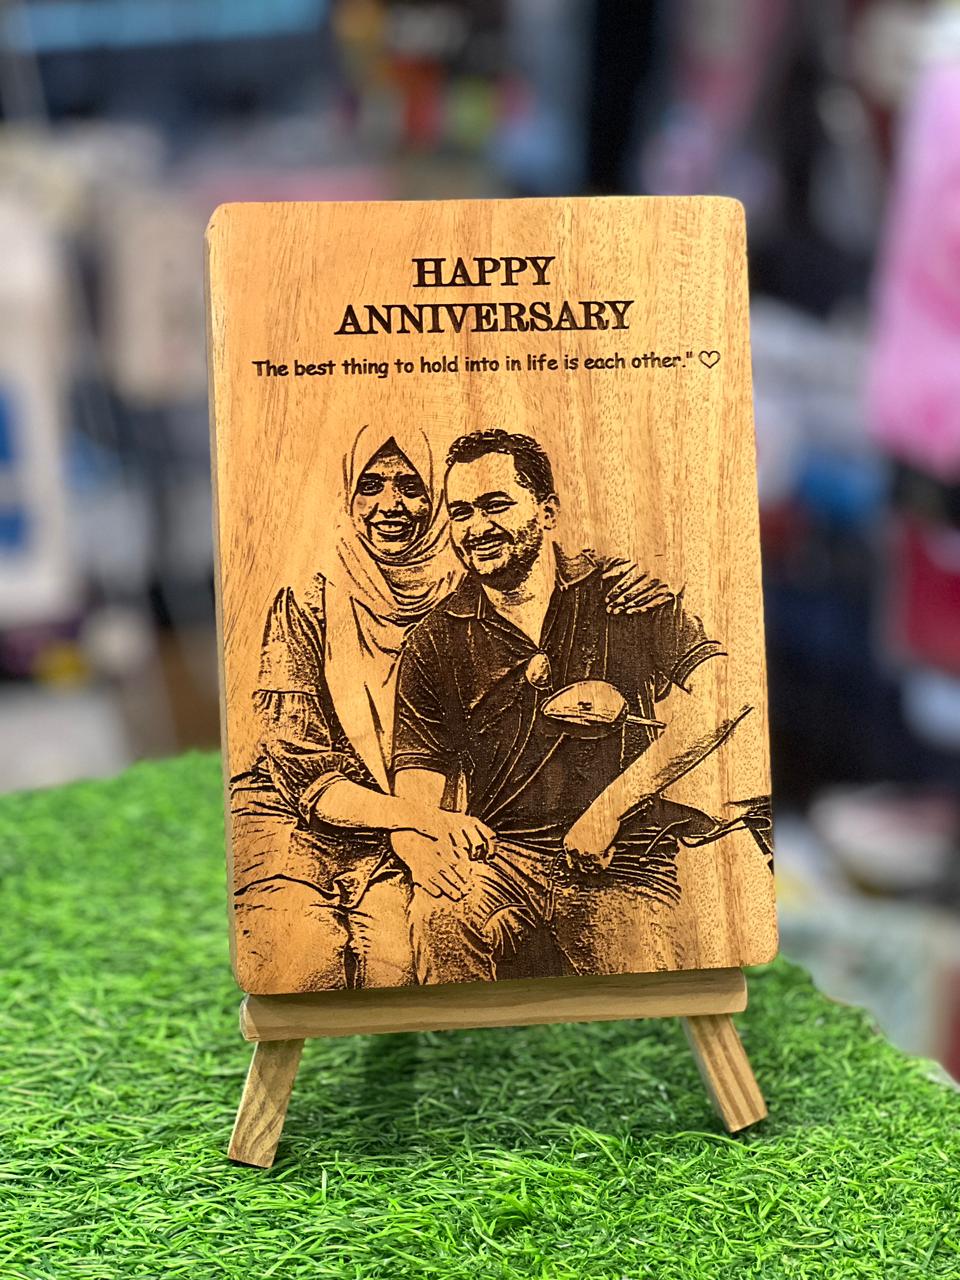 HAPPY
ANNIVERSARY
The best thing to hold into in life is each other." ♡